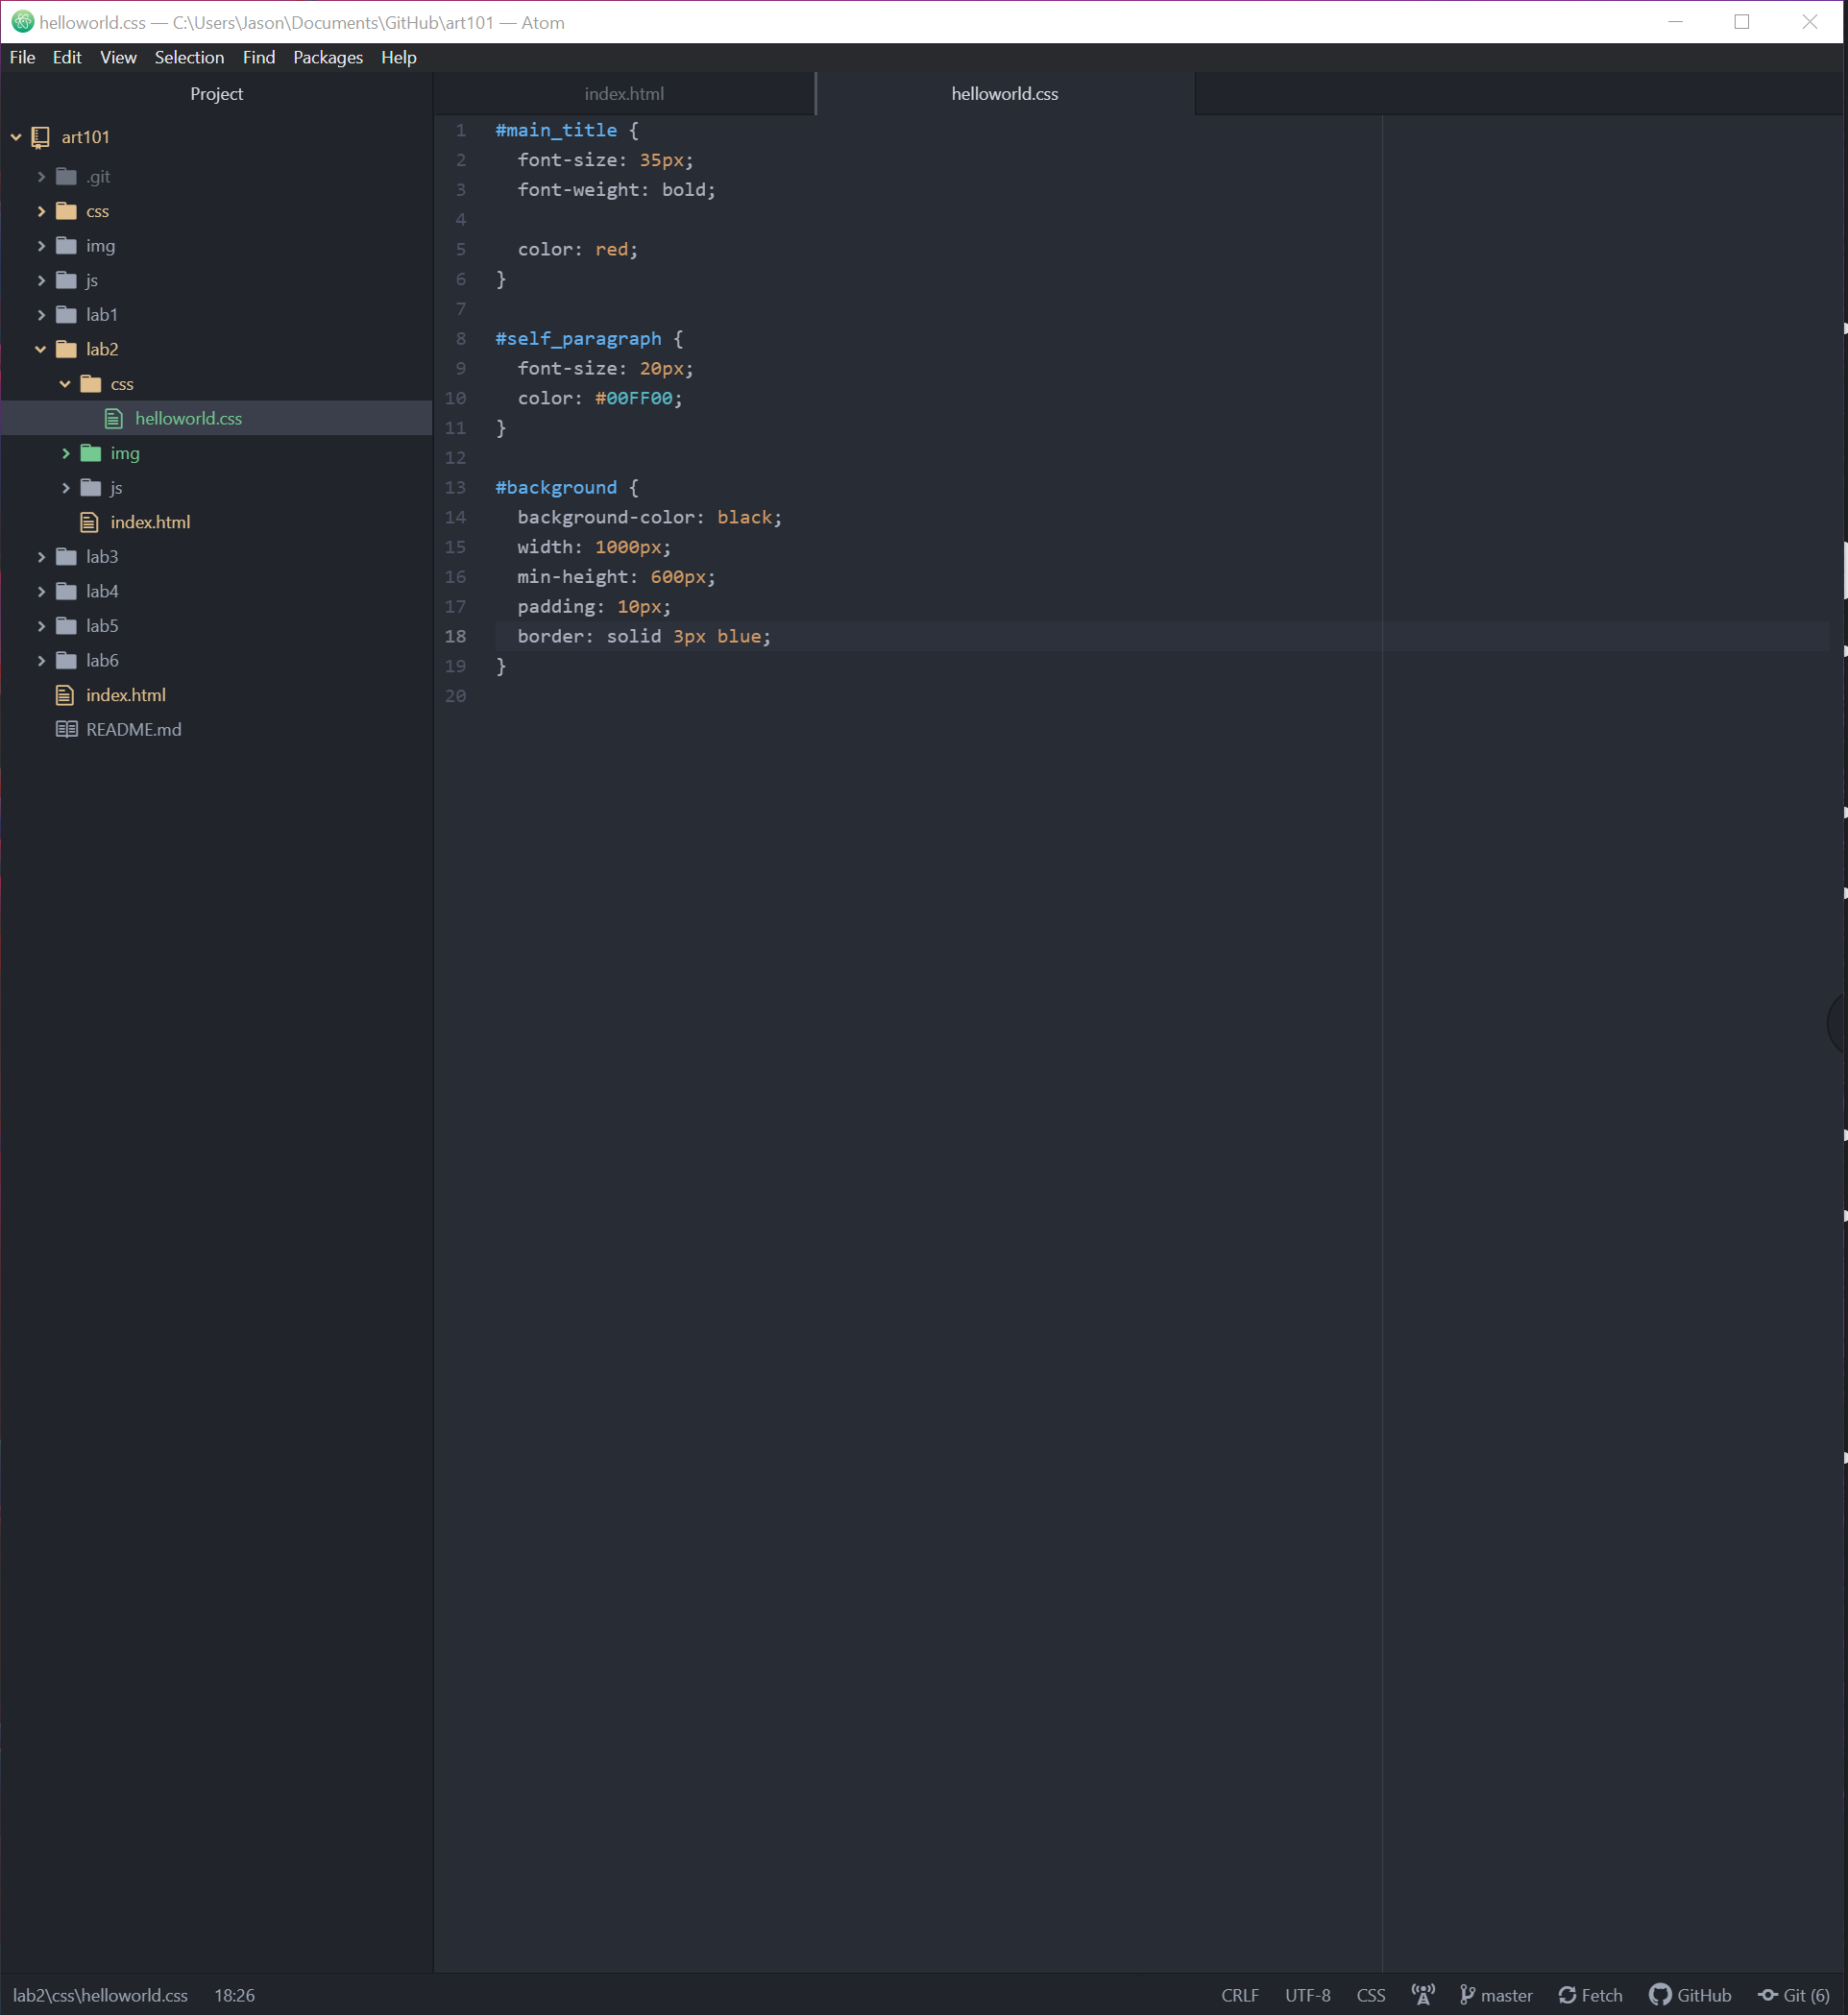 helloworld.css — C:\Users\Jason\Documents\GitHub\art101 — Atom
File Edit View Selection Find Packages Help
Project
art101
.git
css
img
js
lab1
lab2
css
helloworld.css
img
js
index.html
lab3
lab4
lab5
lab6
index.html
README.md
index.html helloworld.css
1 #main_title {
2   font-size: 35px;
3   font-weight: bold;
4
5   color: red;
6 }
7
8 #self_paragraph {
9   font-size: 20px;
10   color: #00FF00;
11 }
12
13 #background {
14   background-color: black;
15   width: 1000px;
16   min-height: 600px;
17   padding: 10px;
18   border: solid 3px blue;
19 }
20
lab2\css\helloworld.css 18:26 CRLF UTF-8 CSS master Fetch GitHub Git (6)